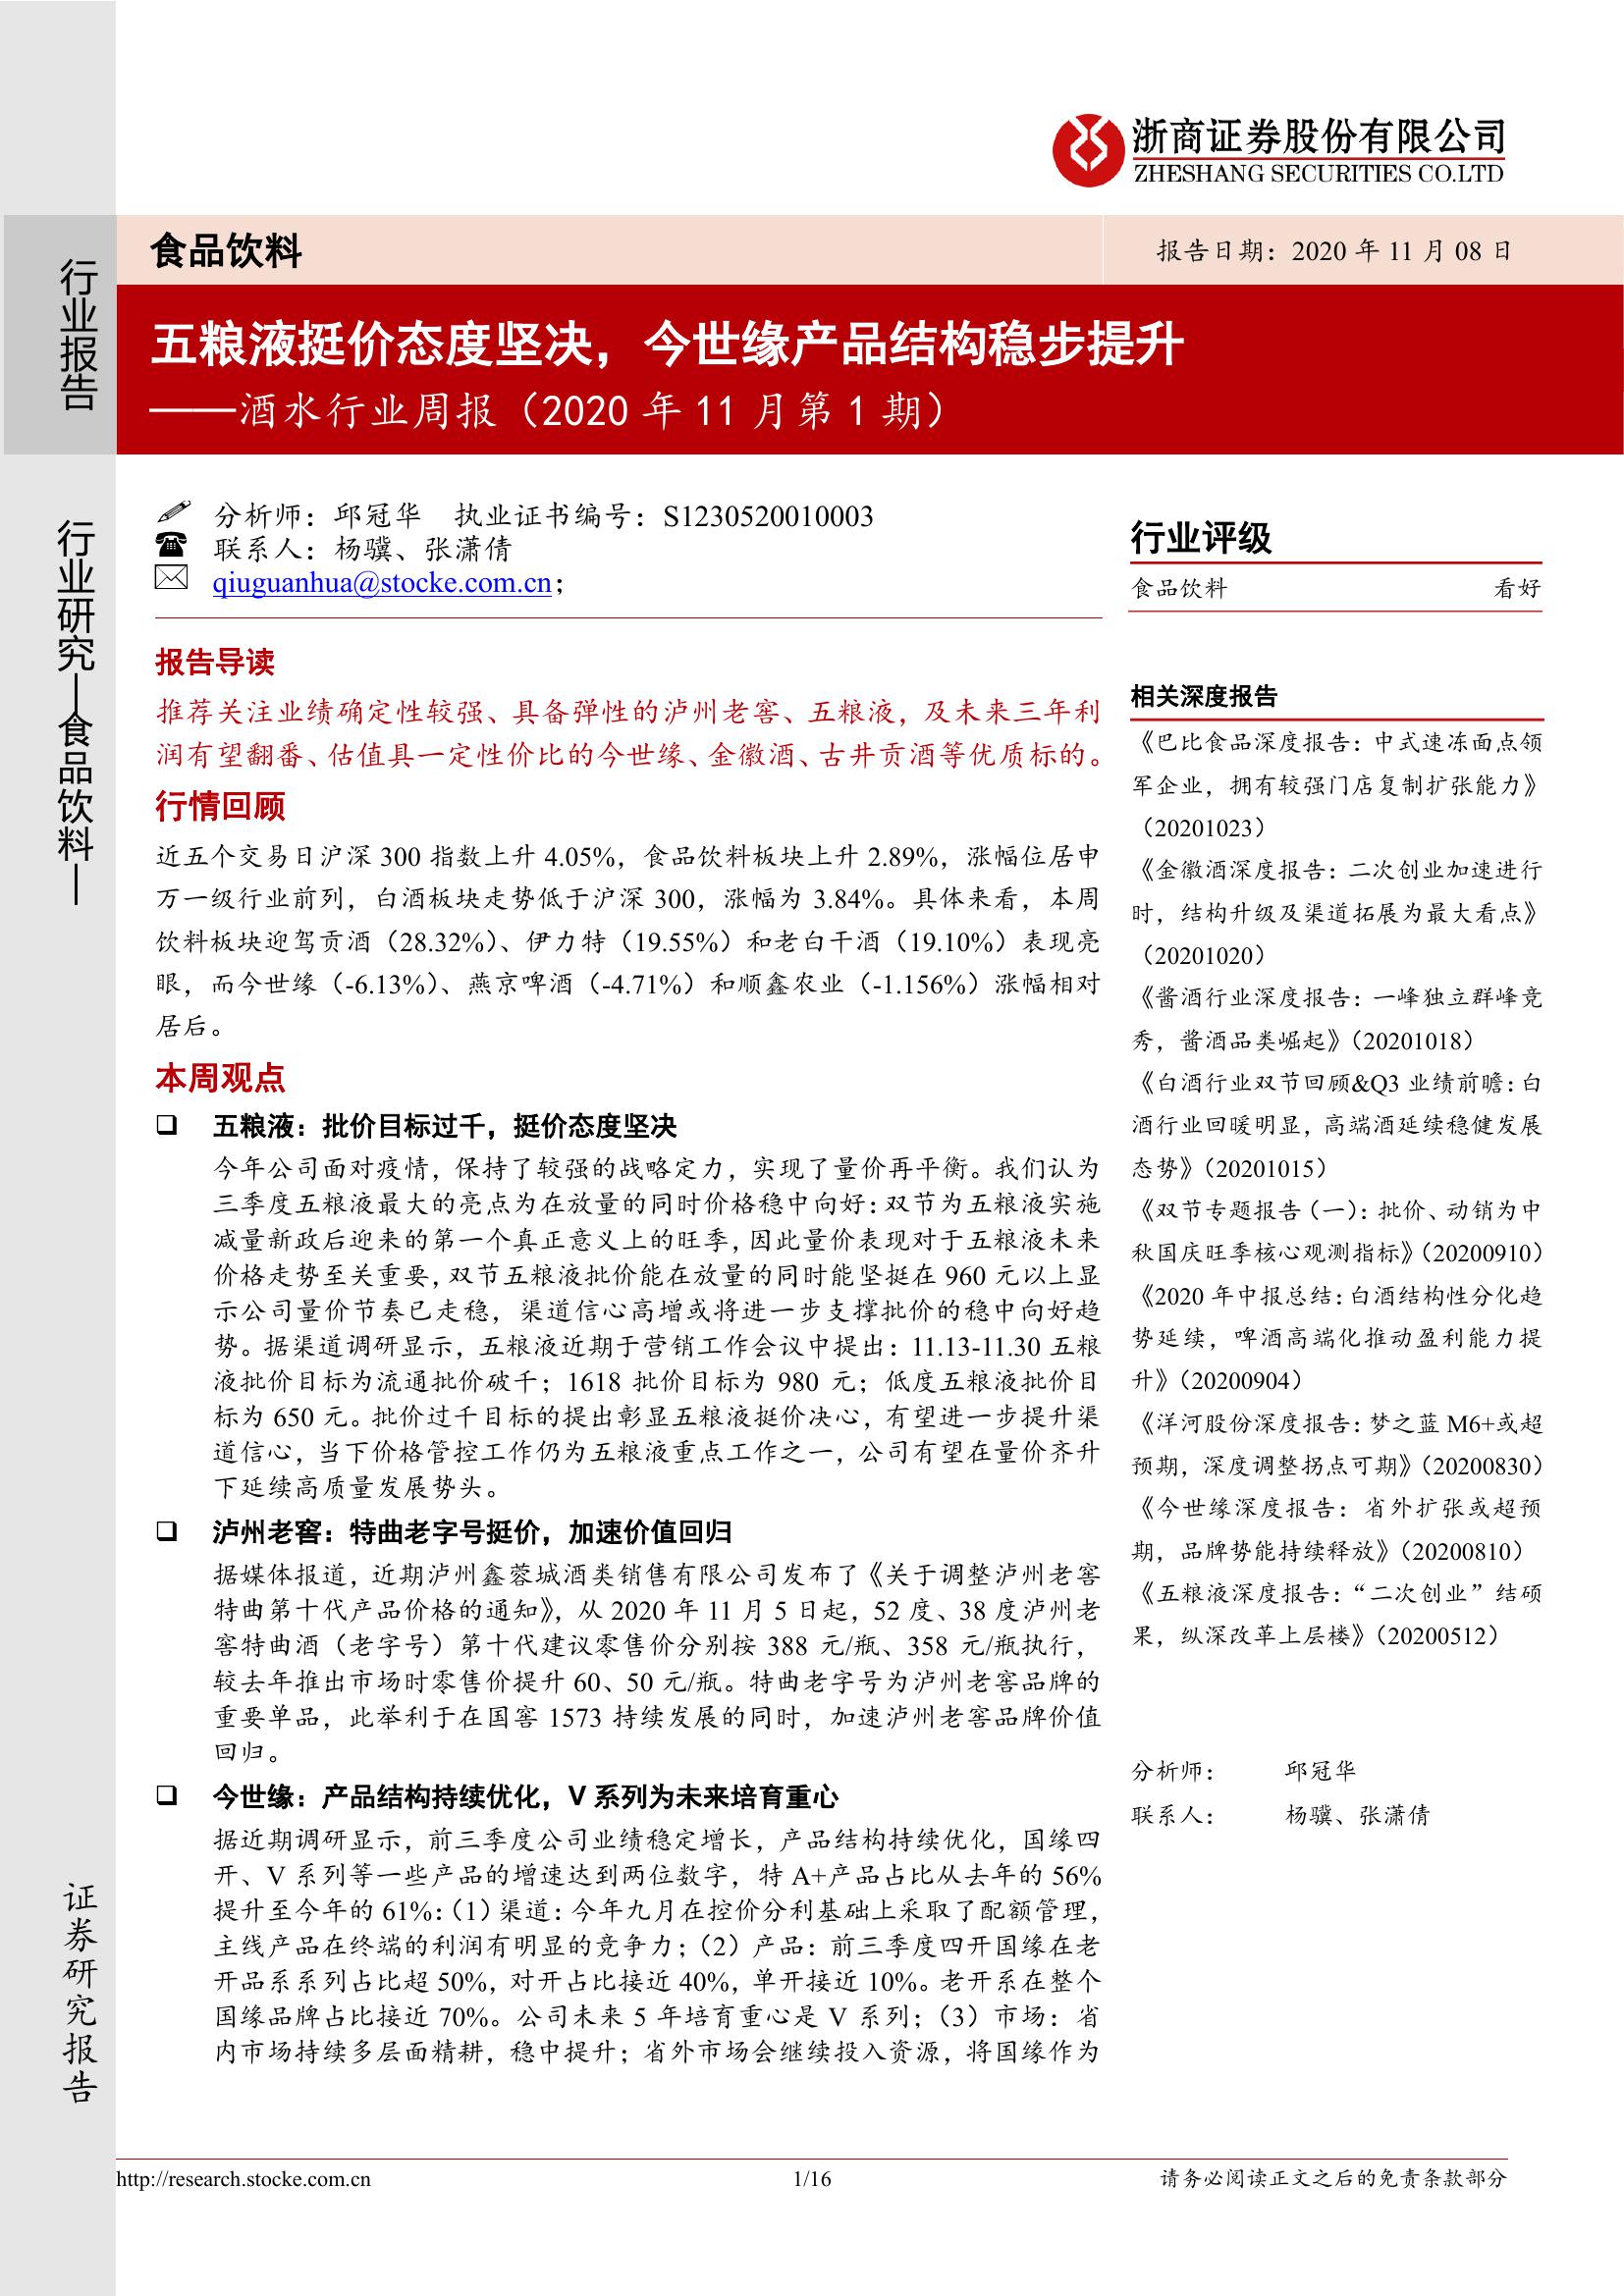 浙商证券股份有限公司
ZHESHANG SECURITIES CO.LTD
行业报告
食品饮料
报告日期：2020 年 11 月 08 日
五粮液挺价态度坚决，今世缘产品结构稳步提升
——酒水行业周报（2020 年 11 月第 1 期）
行业研究—食品饮料—
证券研究报告
分析师：邱冠华 执业证书编号：S1230520010003
联系人：杨骥、张潇倩
qiuguanhua@stocke.com.cn；
报告导读
推荐关注业绩确定性较强、具备弹性的泸州老窖、五粮液，及未来三年利
润有望翻番、估值具一定性价比的今世缘、金徽酒、古井贡酒等优质标的。
行情回顾
近五个交易日沪深 300 指数上升 4.05%，食品饮料板块上升 2.89%，涨幅位居申
万一级行业前列，白酒板块走势低于沪深 300，涨幅为 3.84%。具体来看，本周
饮料板块迎驾贡酒（28.32%）、伊力特（19.55%）和老白干酒（19.10%）表现亮
眼，而今世缘（-6.13%）、燕京啤酒（-4.71%）和顺鑫农业（-1.156%）涨幅相对
居后。
本周观点
❑ 五粮液：批价目标过千，挺价态度坚决
今年公司面对疫情，保持了较强的战略定力，实现了量价再平衡。我们认为
三季度五粮液最大的亮点为在放量的同时价格稳中向好：双节为五粮液实施
减量新政后迎来的第一个真正意义上的旺季，因此量价表现对于五粮液未来
价格走势至关重要，双节五粮液批价能在放量的同时能坚挺在 960 元以上显
示公司量价节奏已走稳，渠道信心高增或将进一步支撑批价的稳中向好趋
势。据渠道调研显示，五粮液近期于营销工作会议中提出：11.13-11.30 五粮
液批价目标为流通批价破千；1618 批价目标为 980 元；低度五粮液批价目
标为 650 元。批价过千目标的提出彰显五粮液挺价决心，有望进一步提升渠
道信心，当下价格管控工作仍为五粮液重点工作之一，公司有望在量价齐升
下延续高质量发展势头。
❑ 泸州老窖：特曲老字号挺价，加速价值回归
据媒体报道，近期泸州鑫蓉城酒类销售有限公司发布了《关于调整泸州老窖
特曲第十代产品价格的通知》，从 2020 年 11 月 5 日起，52 度、38 度泸州老
窖特曲酒（老字号）第十代建议零售价分别按 388 元/瓶、358 元/瓶执行，
较去年推出市场时零售价提升 60、50 元/瓶。特曲老字号为泸州老窖品牌的
重要单品，此举利于在国窖 1573 持续发展的同时，加速泸州老窖品牌价值
回归。
❑ 今世缘：产品结构持续优化，V 系列为未来培育重心
据近期调研显示，前三季度公司业绩稳定增长，产品结构持续优化，国缘四
开、V 系列等一些产品的增速达到两位数字，特 A+产品占比从去年的 56%
提升至今年的 61%：（1）渠道：今年九月在控价分利基础上采取了配额管理，
主线产品在终端的利润有明显的竞争力；（2）产品：前三季度四开国缘在老
开品系系列占比超 50%，对开占比接近 40%，单开接近 10%。老开系在整个
国缘品牌占比接近 70%。公司未来 5 年培育重心是 V 系列；（3）市场：省
内市场持续多层面精耕，稳中提升；省外市场会继续投入资源，将国缘作为
行业评级
食品饮料 看好
相关深度报告
《巴比食品深度报告：中式速冻面点领
军企业，拥有较强门店复制扩张能力》
（20201023）
《金徽酒深度报告：二次创业加速进行
时，结构升级及渠道拓展为最大看点》
（20201020）
《酱酒行业深度报告：一峰独立群峰竞
秀，酱酒品类崛起》（20201018）
《白酒行业双节回顾&Q3 业绩前瞻：白
酒行业回暖明显，高端酒延续稳健发展
态势》（20201015）
《双节专题报告（一）：批价、动销为中
秋国庆旺季核心观测指标》（20200910）
《2020 年中报总结：白酒结构性分化趋
势延续，啤酒高端化推动盈利能力提
升》（20200904）
《洋河股份深度报告：梦之蓝 M6+或超
预期，深度调整拐点可期》（20200830）
《今世缘深度报告：省外扩张或超预
期，品牌势能持续释放》（20200810）
《五粮液深度报告：“二次创业”结硕
果，纵深改革上层楼》（20200512）
分析师： 邱冠华
联系人： 杨骥、张潇倩
http://research.stocke.com.cn 1/16 请务必阅读正文之后的免责条款部分